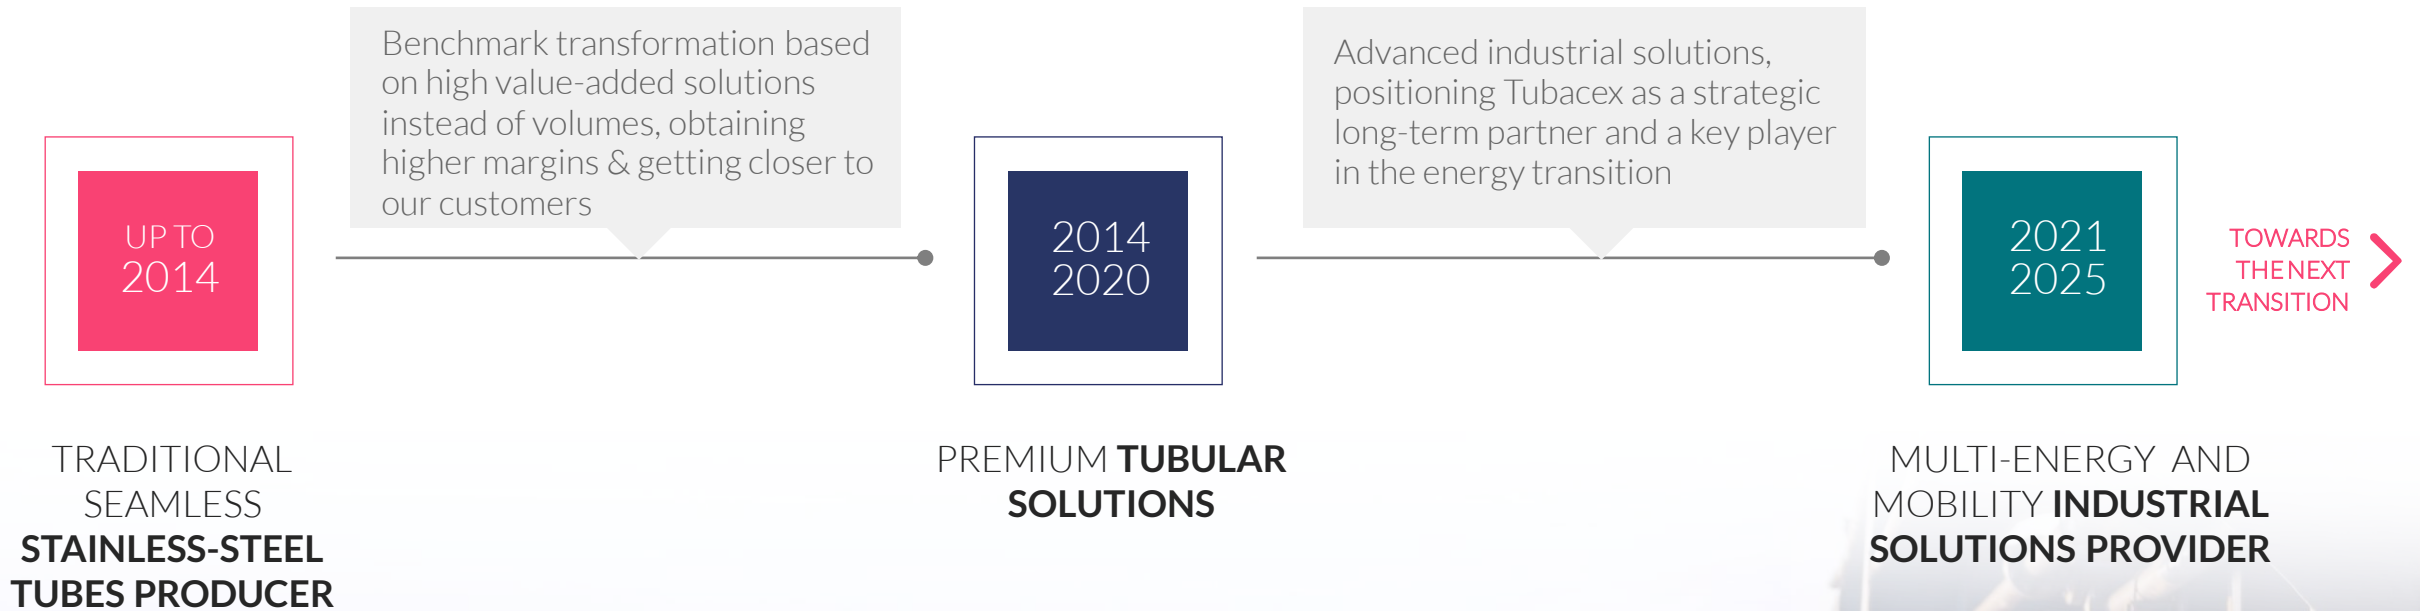 UP TO
2014
TRADITIONAL
SEAMLESS
STAINLESS-STEEL
TUBES PRODUCER
Benchmark transformation based
on high value-added solutions
instead of volumes, obtaining
higher margins & getting closer to
our customers
2014
2020
PREMIUM TUBULAR
SOLUTIONS
Advanced industrial solutions,
positioning Tubacex as a strategic
long-term partner and a key player
in the energy transition
2021
2025
MULTI-ENERGY AND
MOBILITY INDUSTRIAL
SOLUTIONS PROVIDER
TOWARDS
THE NEXT
TRANSITION